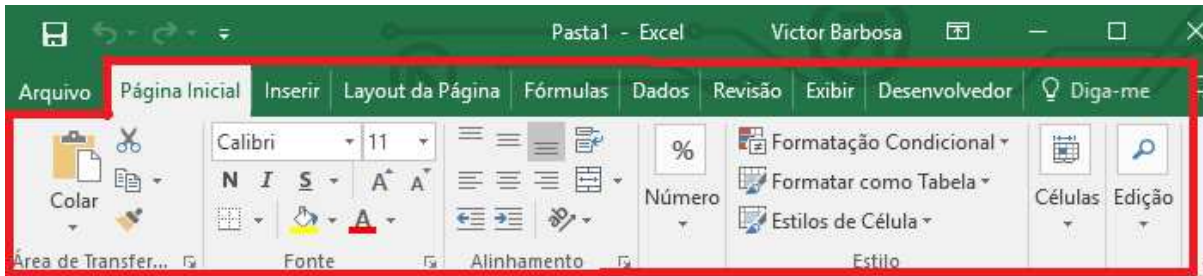 Pasta1 - Excel Victor Barbosa
Arquivo Página Inicial Inserir Layout da Página Fórmulas Dados Revisão Exibir Desenvolvedor Diga-me
Calibri 11 % Formatação Condicional
N I S A A Formatar como Tabela
Colar Número Células Edição
A Estilos de Célula
Área de Transfer... Fonte Alinhamento Estilo